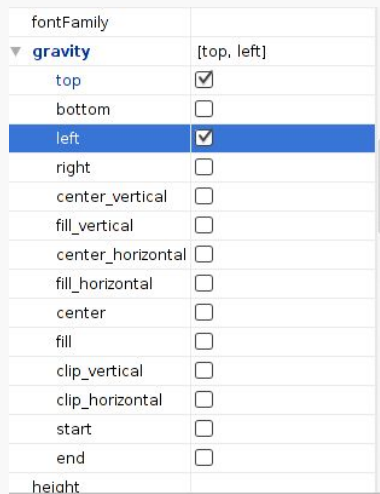 fontFamily
gravity [top, left]
top
bottom
left
right
center_vertical
fill_vertical
center_horizontal
fill_horizontal
center
fill
clip_vertical
clip_horizontal
start
end
height